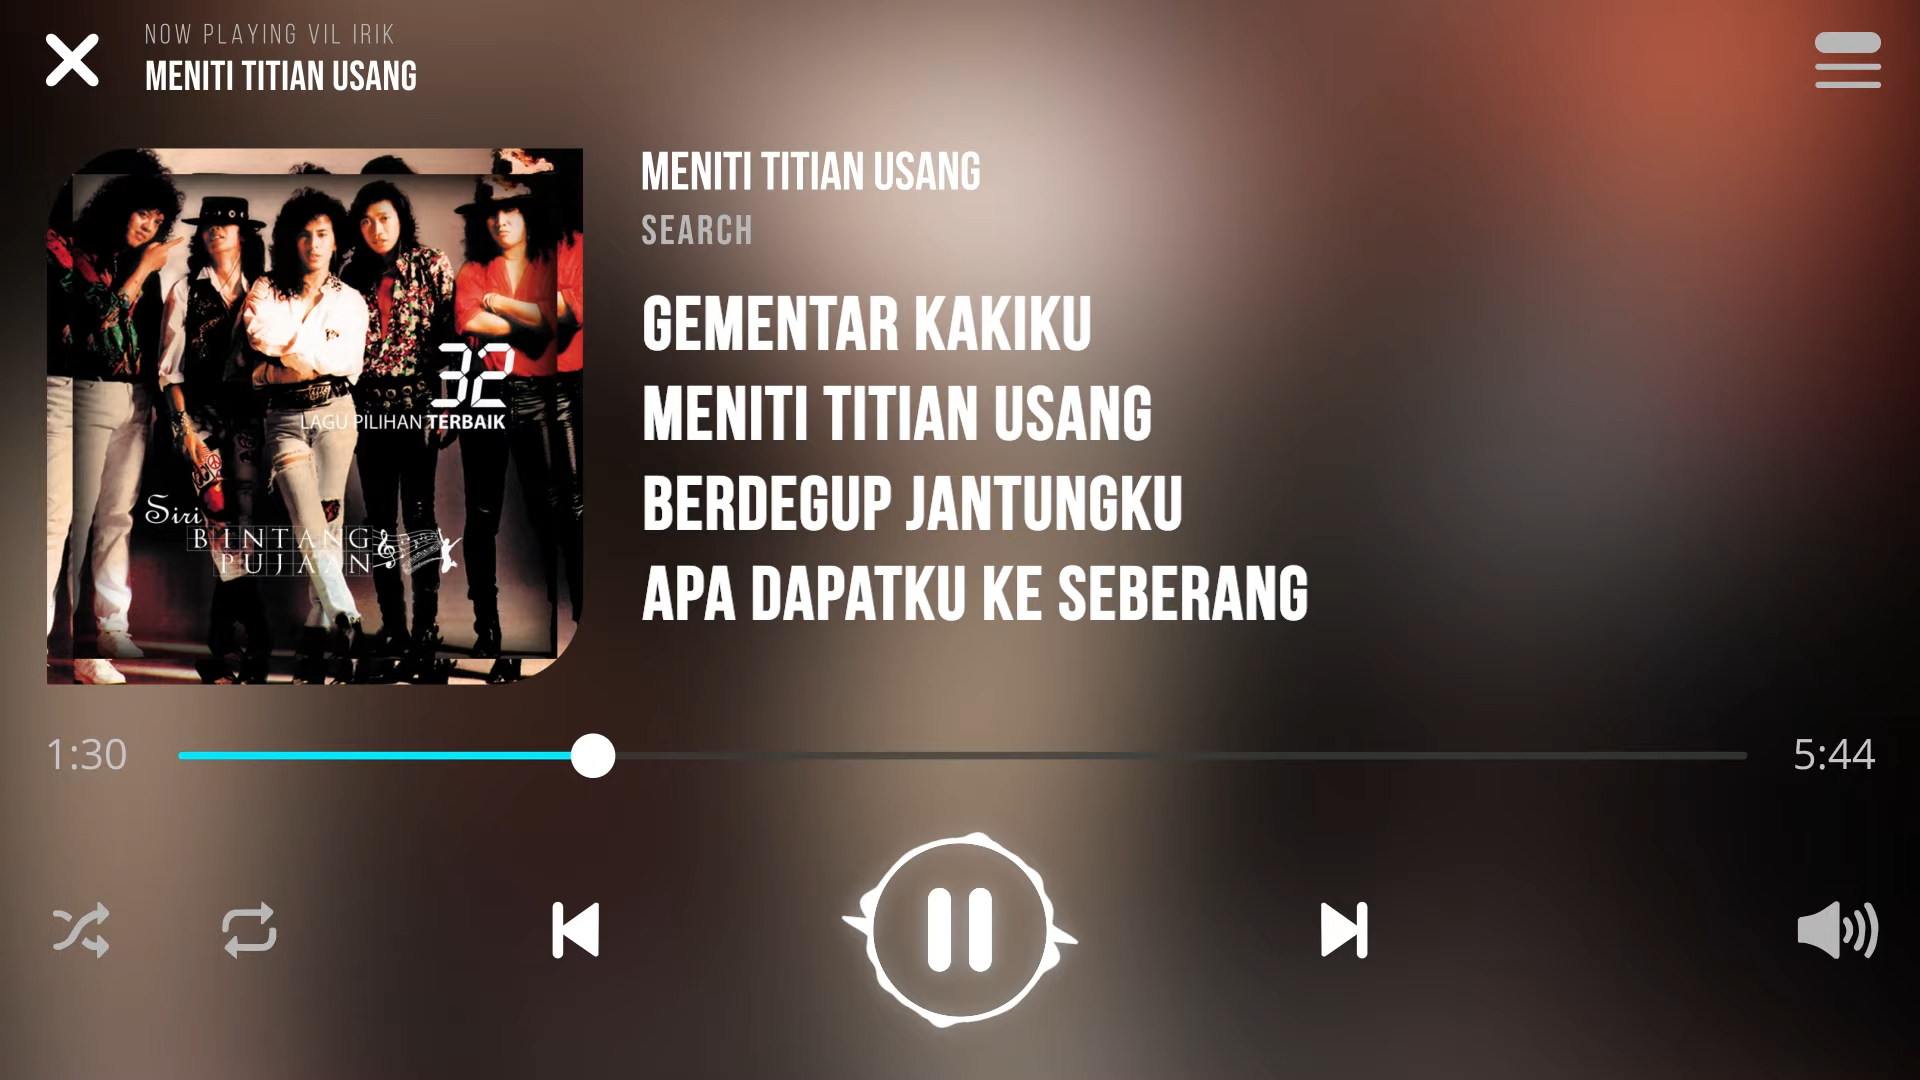 NOW PLAYING VIL IRIK
MENITI TITIAN USANG
MENITI TITIAN USANG
SEARCH
GEMENTAR KAKIKU
MENITI TITIAN USANG
BERDEGUP JANTUNGKU
APA DAPATKU KE SEBERANG
32
LAGU PILIHAN TERBAIK
Siri
BINTANG
PUJAAN
1:30
5:44